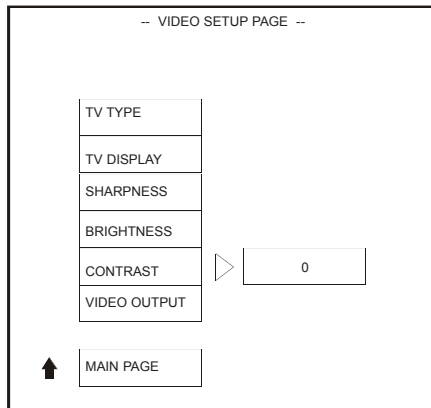 -- VIDEO SETUP PAGE --
TV TYPE
TV DISPLAY
SHARPNESS
BRIGHTNESS
CONTRAST
0
VIDEO OUTPUT
MAIN PAGE